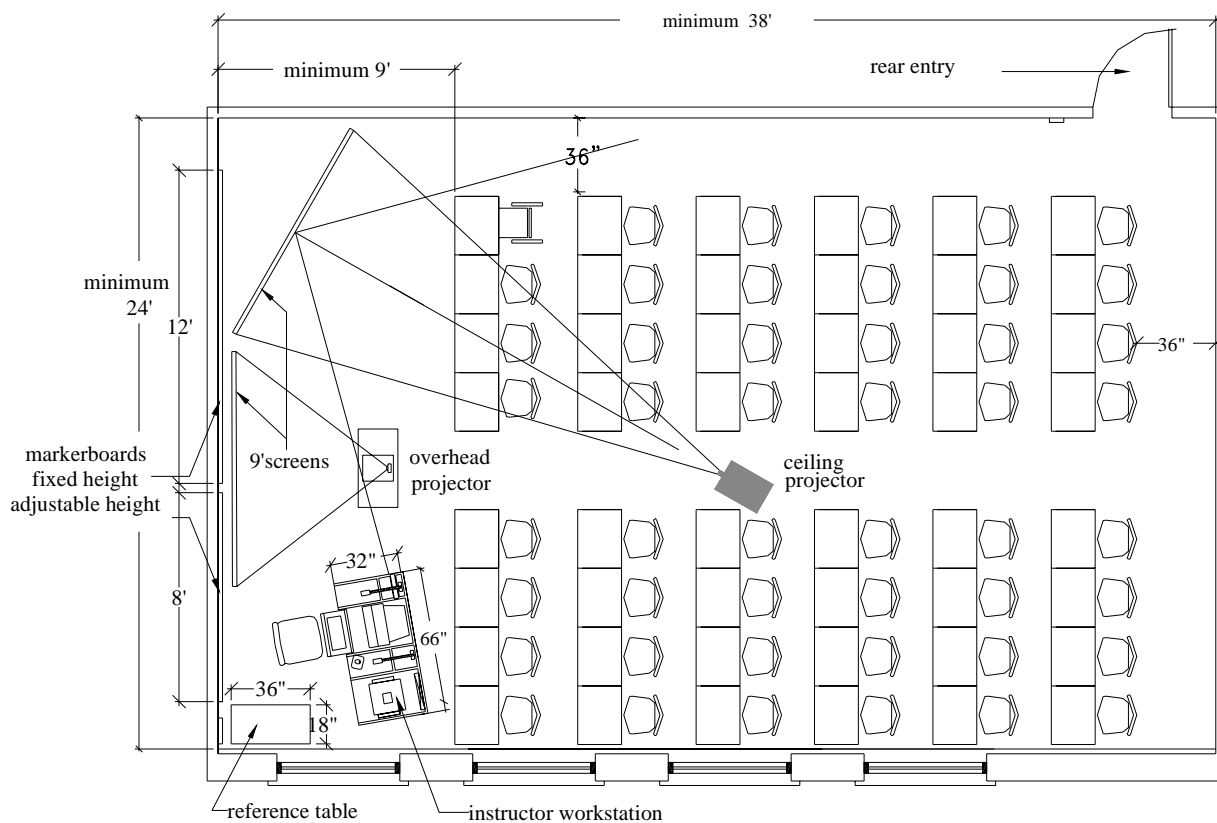 minimum 38'
minimum 9'
rear entry
36”
minimum
24'
12'
36"
markerboards
fixed height
adjustable height
9'screens
overhead
projector
ceiling
projector
32"
8'
66"
36"
18"
reference table
instructor workstation